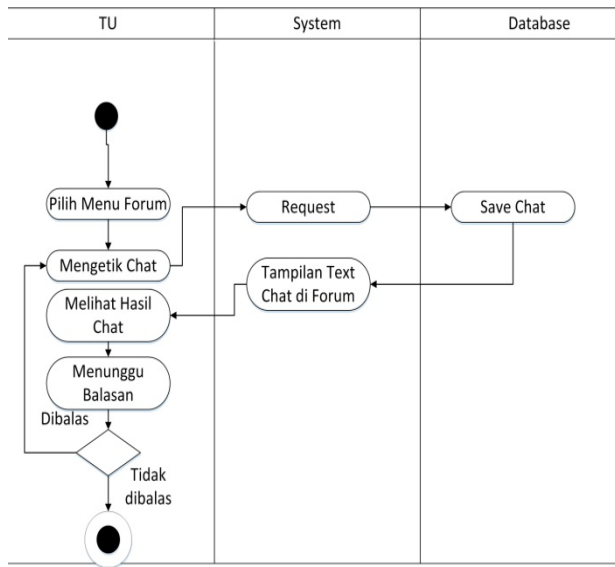 TU
System
Database
Pilih Menu Forum
Request
Save Chat
Mengetik Chat
Tampilan Text
Chat di Forum
Melihat Hasil
Chat
Menunggu
Balasan
Dibalas
Tidak
dibalas